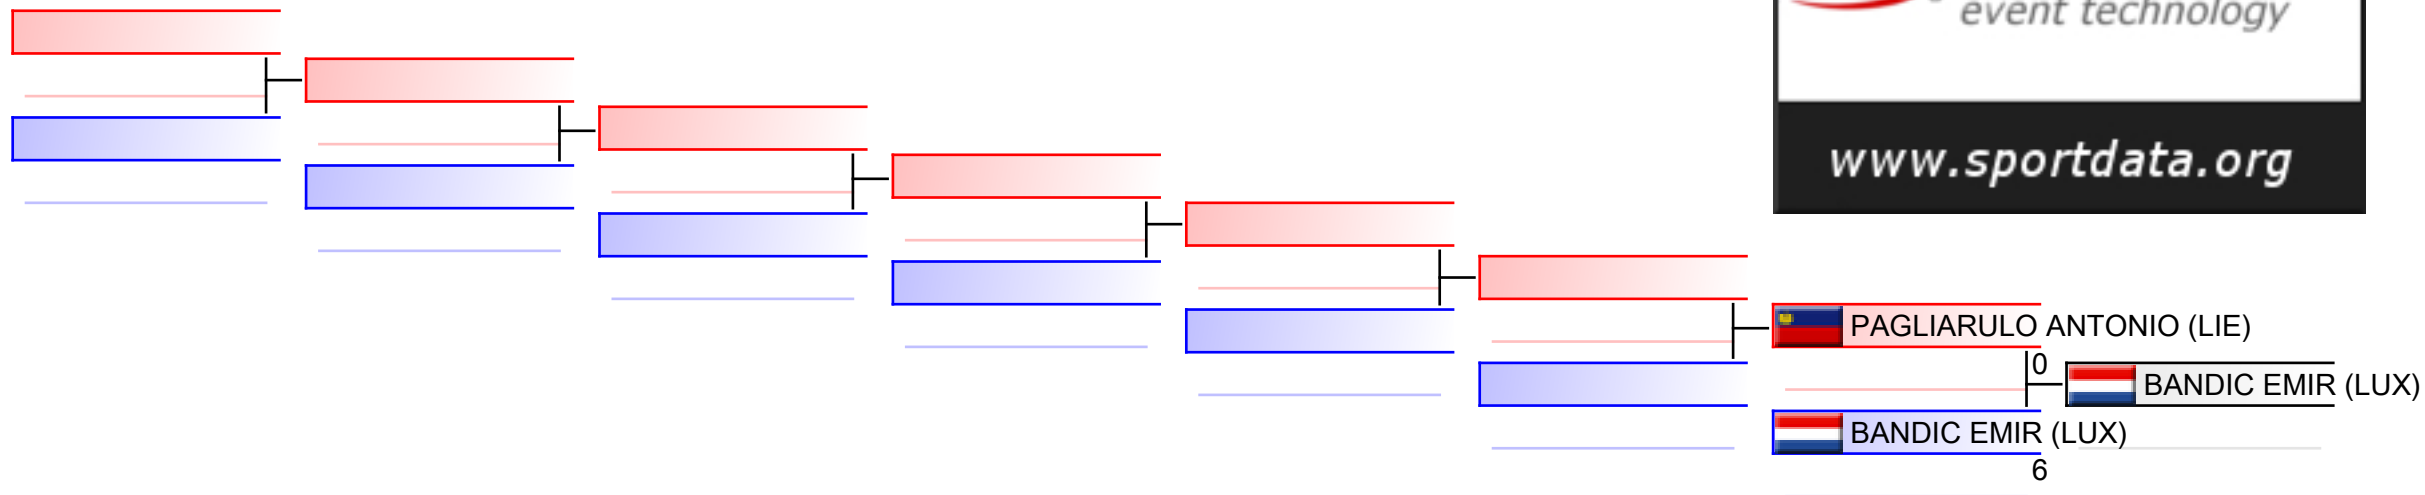 event technology
www.sportdata.org
PAGLIARULO ANTONIO (LIE)
0
BANDIC EMIR (LUX)
BANDIC EMIR (LUX)
6